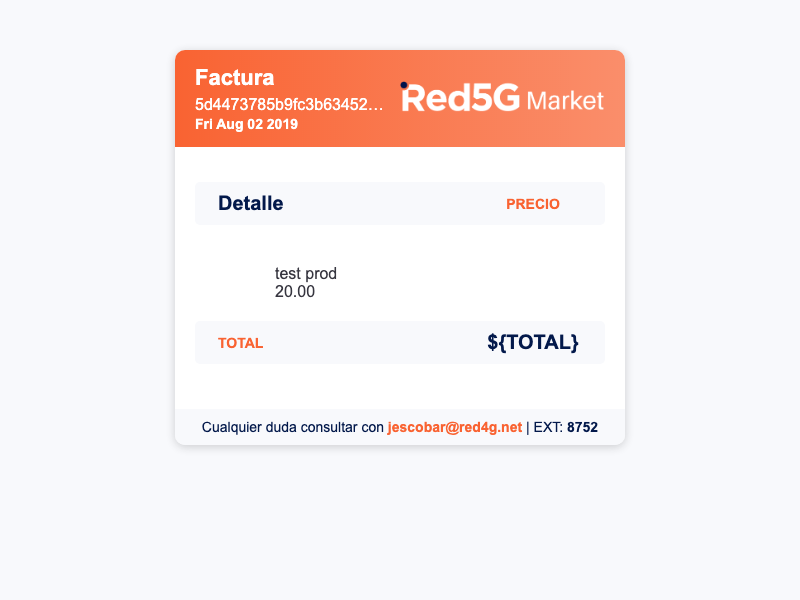 Factura
5d4473785b9fc3b63452...
Fri Aug 02 2019
Red5G Market
Detalle PRECIO
test prod
20.00
TOTAL ${TOTAL}
Cualquier duda consultar con jescobar@red4g.net | EXT: 8752